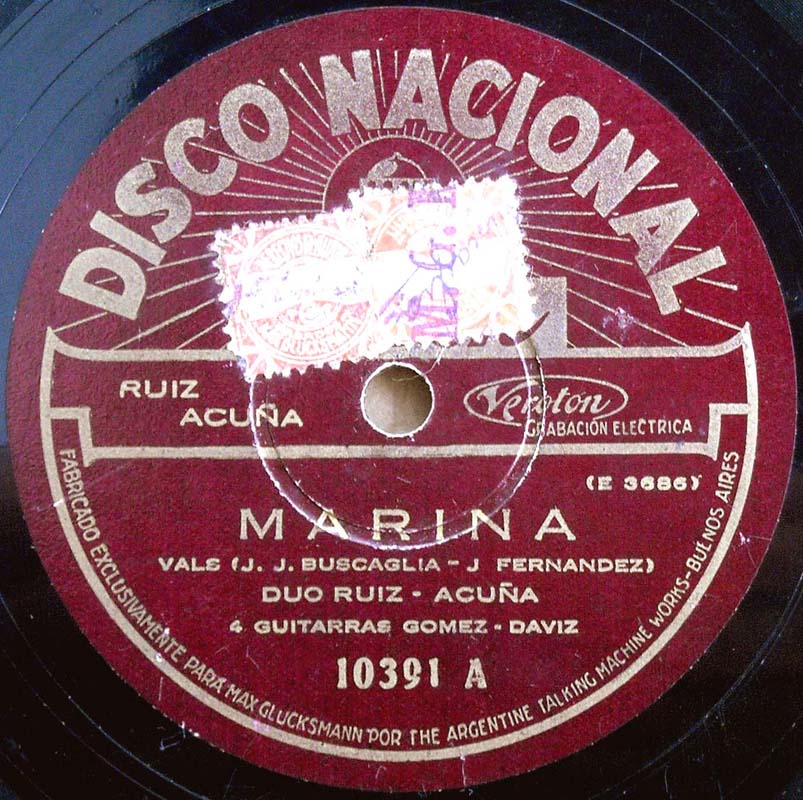 DISCO NACIONAL
RUIZ
ACUÑA
Veroton
GRABACIÓN ELECTRICA
(E 3686)
MARINA
VALS (J. J. BUSCAGLIA - J FERNANDEZ)
DUO RUIZ - ACUÑA
4 GUITARRAS GOMEZ - DAVIZ
10391 A
FABRICADO EXCLUSIVAMENTE PARA MAX GLUCKSMANN POR THE ARGENTINE TALKING MACHINE WORKS-BUENOS AIRES